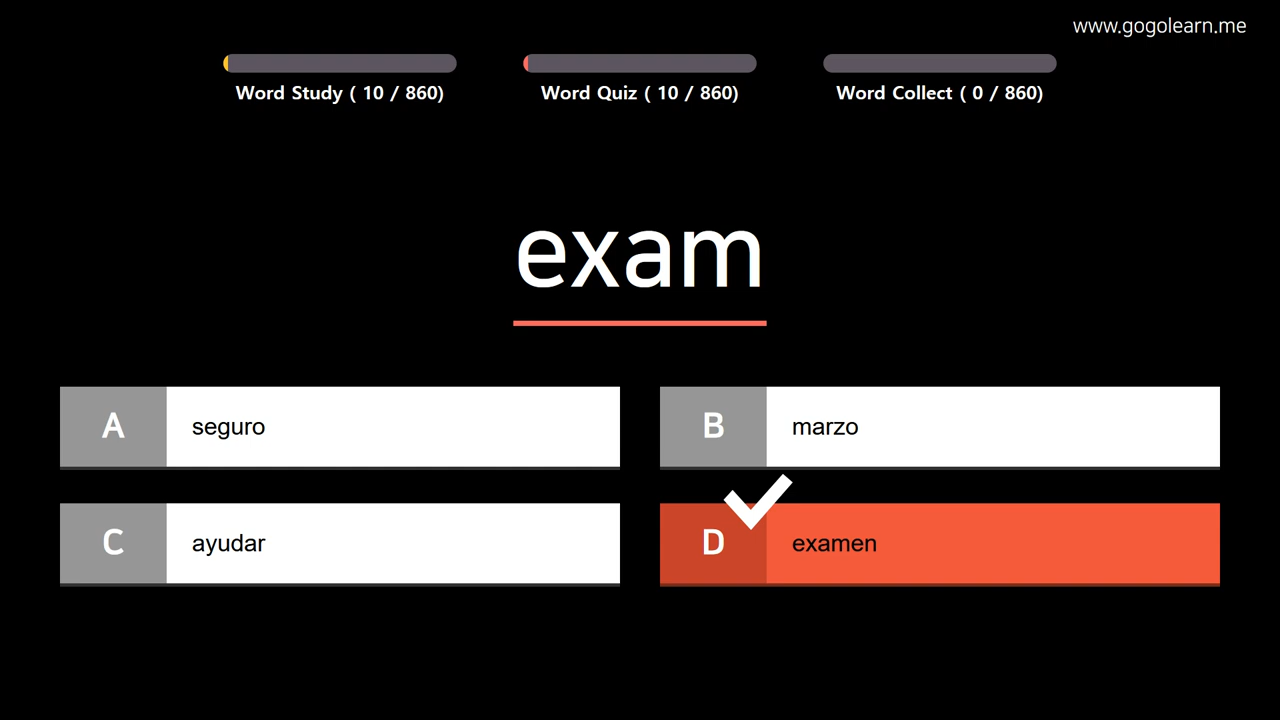 www.gogolearn.me
Word Study ( 10 / 860)
Word Quiz ( 10 / 860)
Word Collect ( 0 / 860)
exam
A seguro
B marzo
C ayudar
D examen